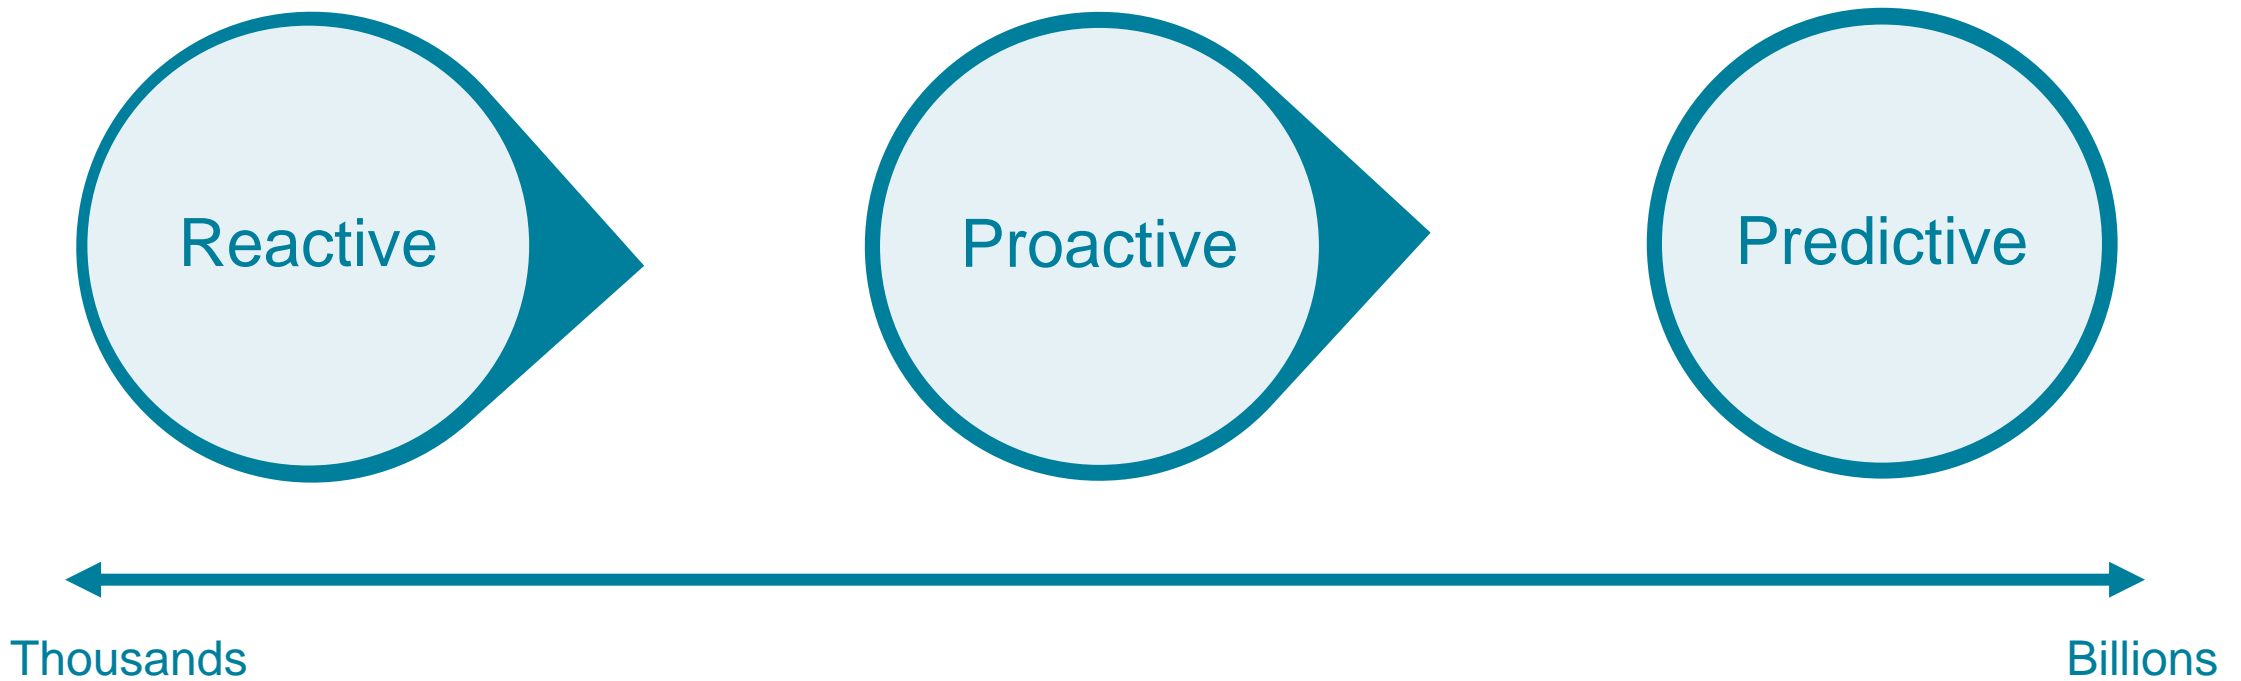 Reactive
Proactive
Predictive
Thousands
Billions